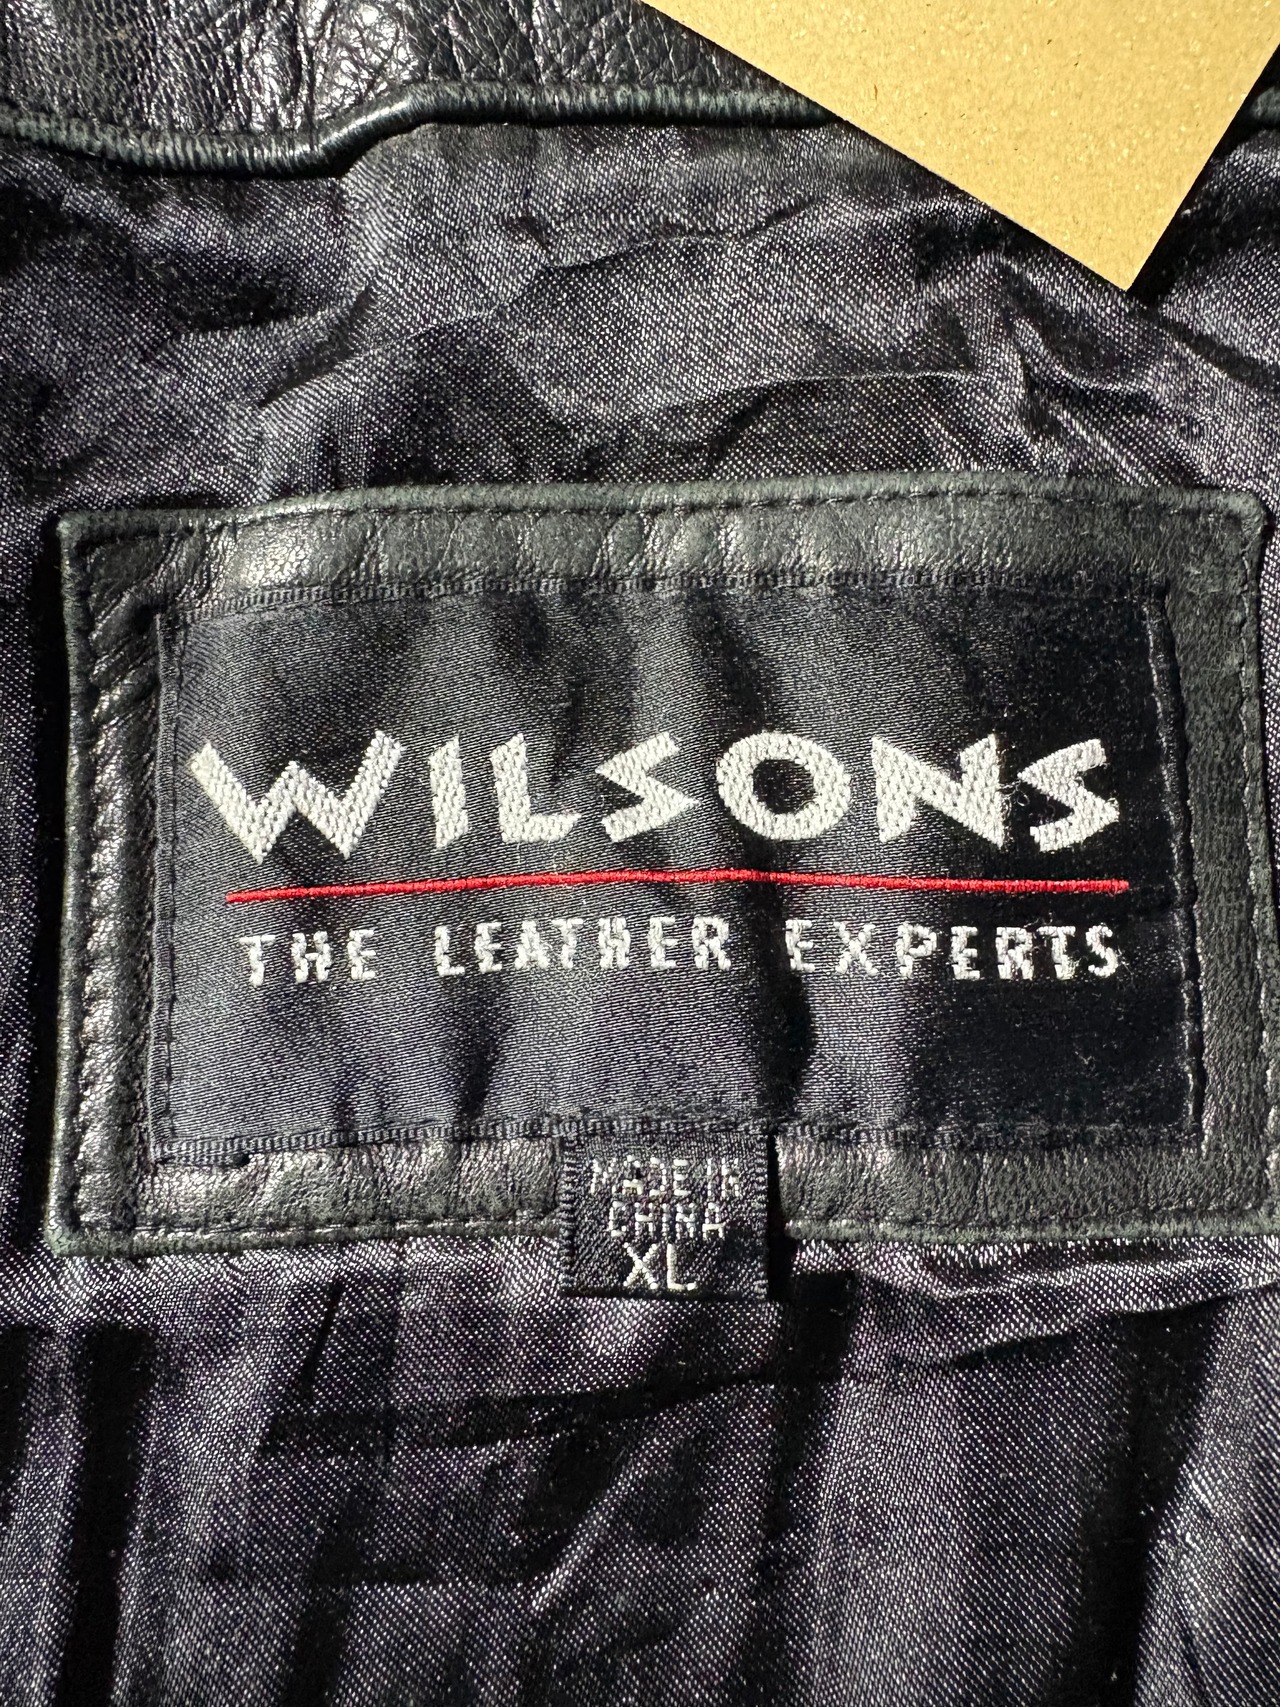 WILSONS
THE LEATHER EXPERTS
MADE IN
CHINA
XL